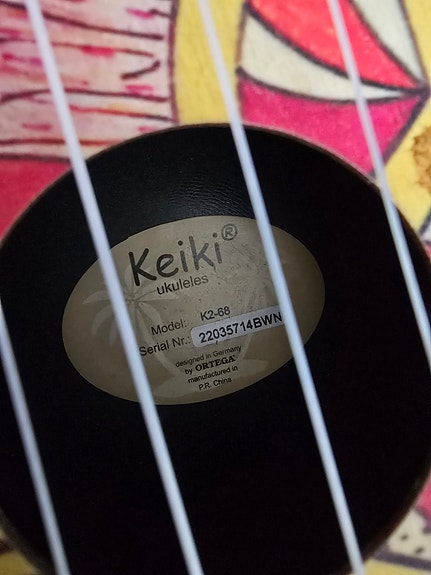 Keiki®
ukuleles
Model: K2-68
Serial Nr.: 22035714BWN
designed in Germany
by ORTEGA®
manufactured in
P.R. China